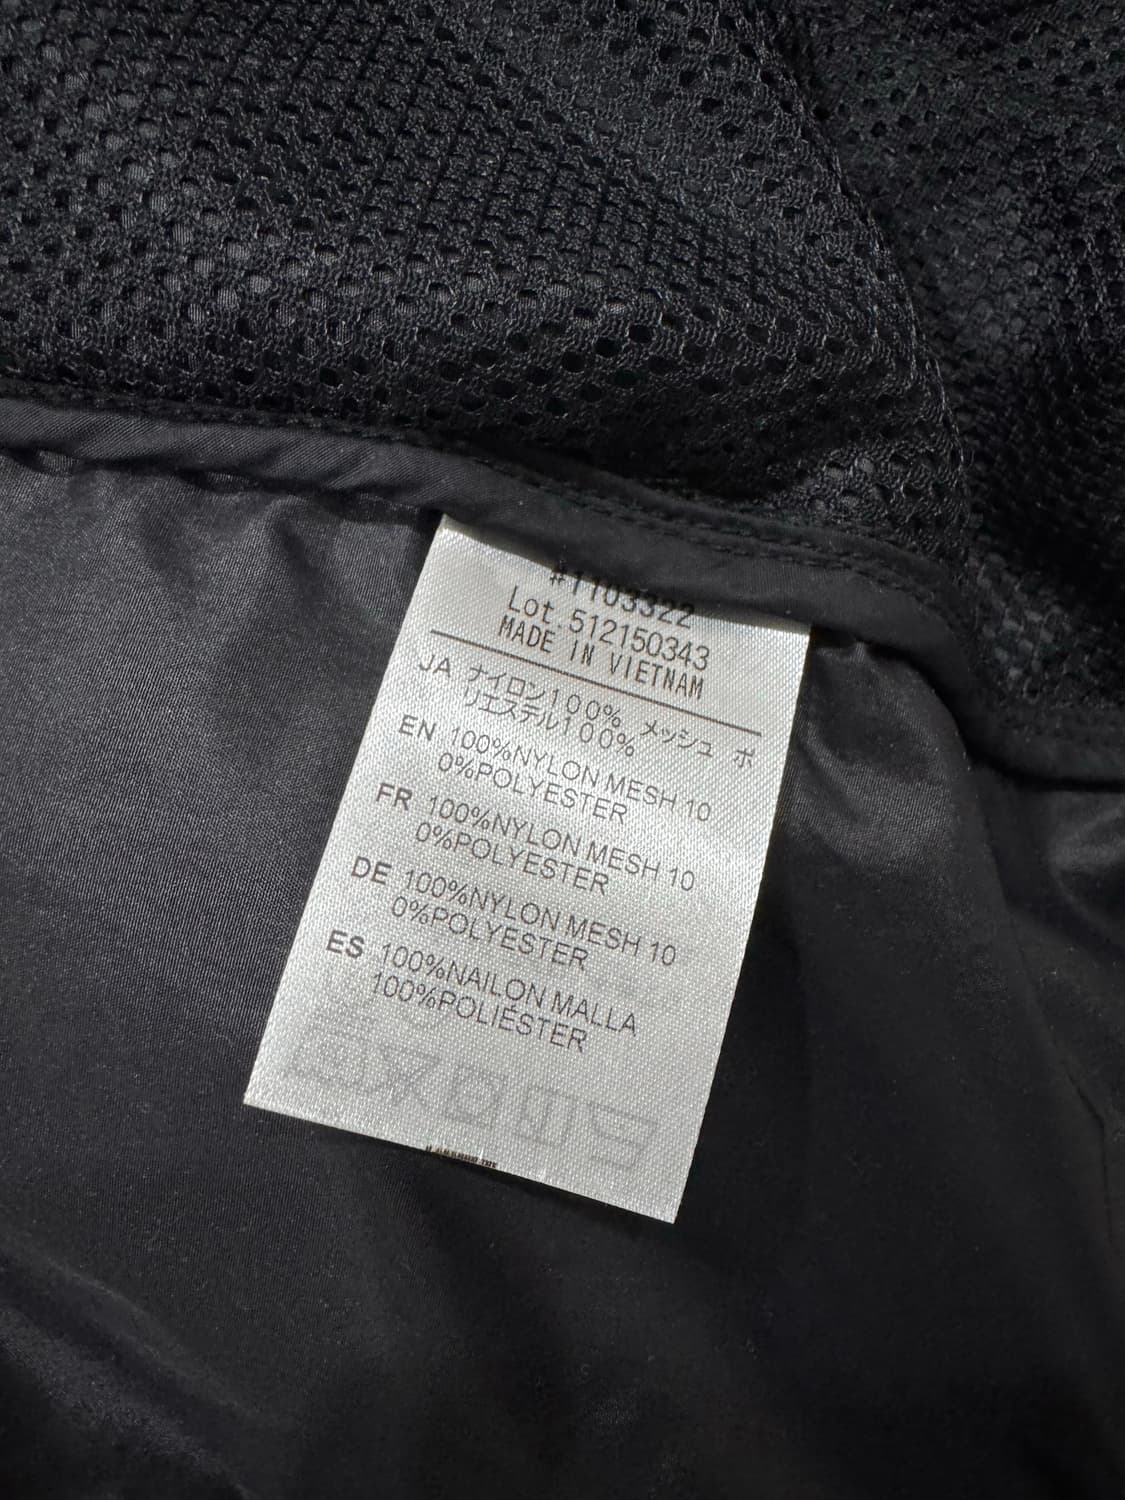 #1103322
Lot.512150343
MADE IN VIETNAM
JA ナイロン100% メッシュ ポ
リエステル100%
EN 100%NYLON MESH 10
0%POLYESTER
FR 100%NYLON MESH 10
0%POLYESTER
DE 100%NYLON MESH 10
0%POLYESTER
ES 100%NAILON MALLA
100%POLIÉSTER